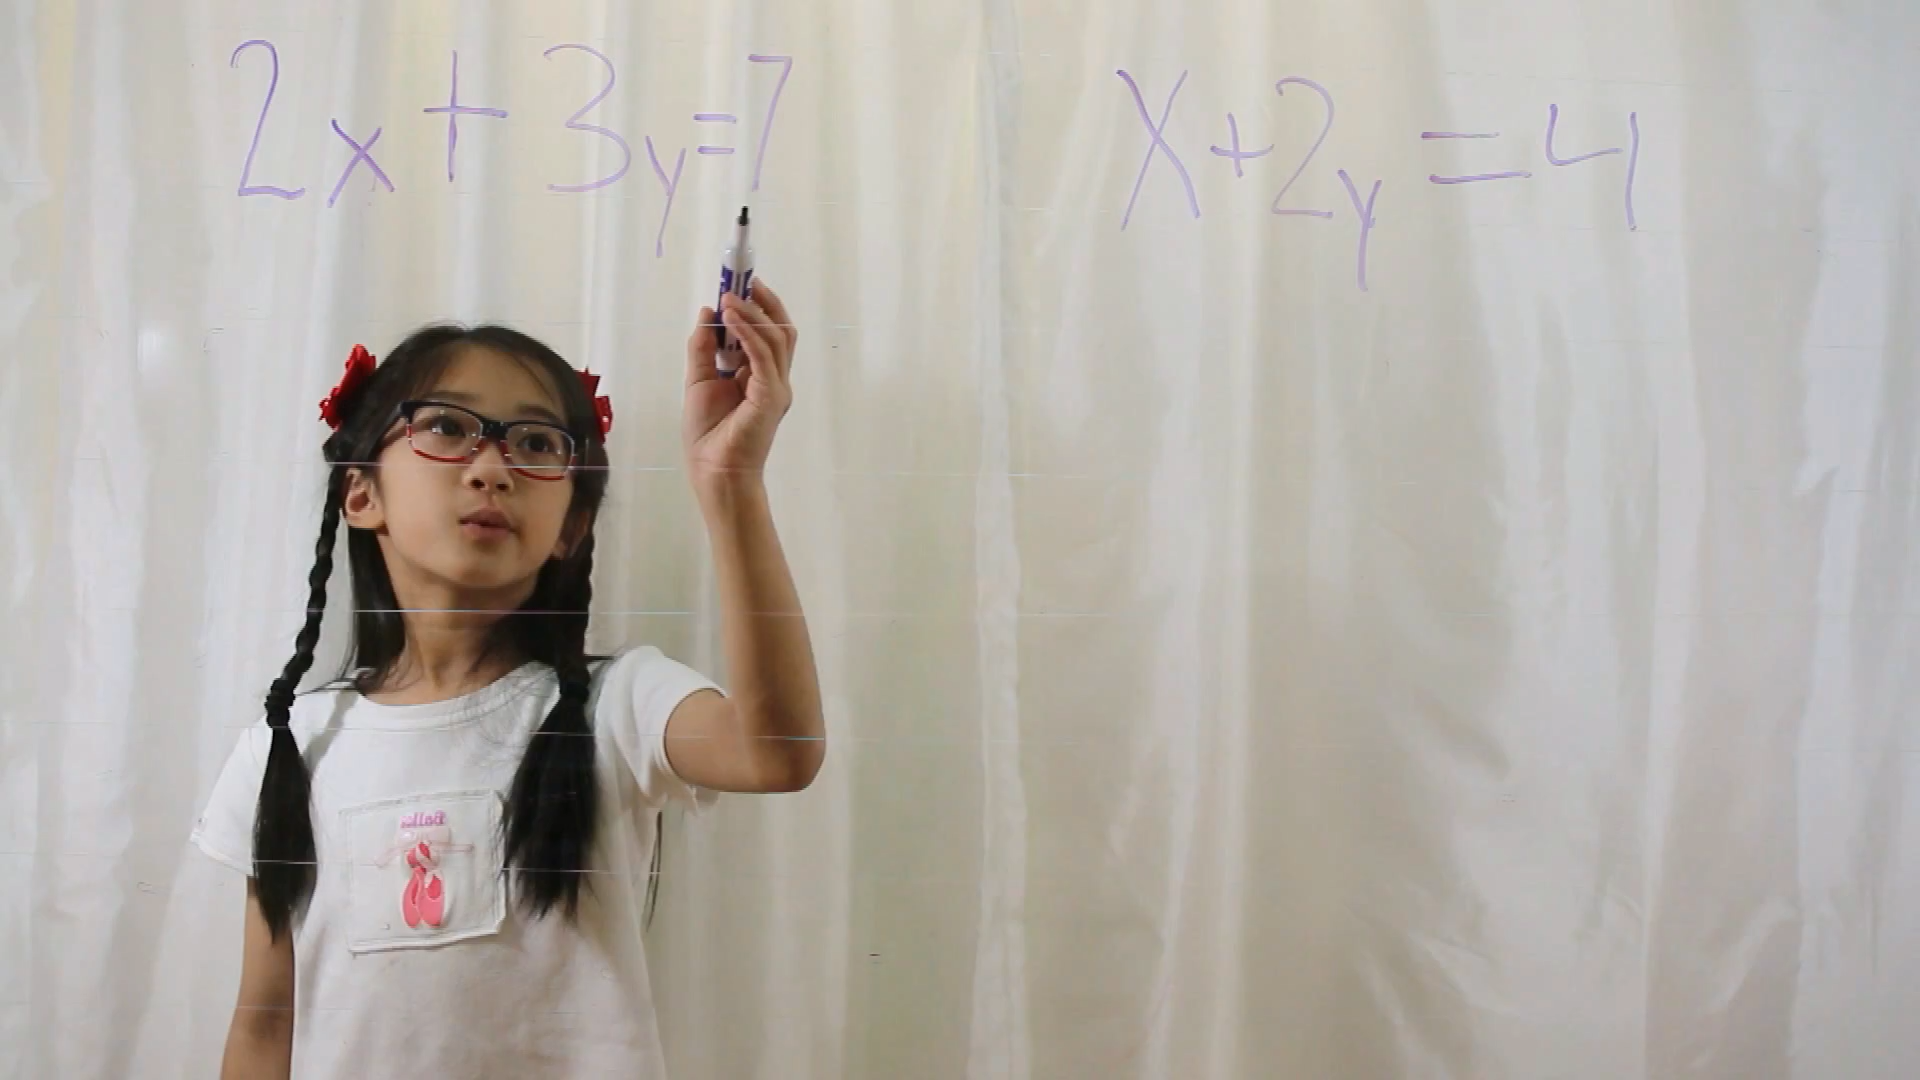 2x + 3y = 7
x + 2y = 4